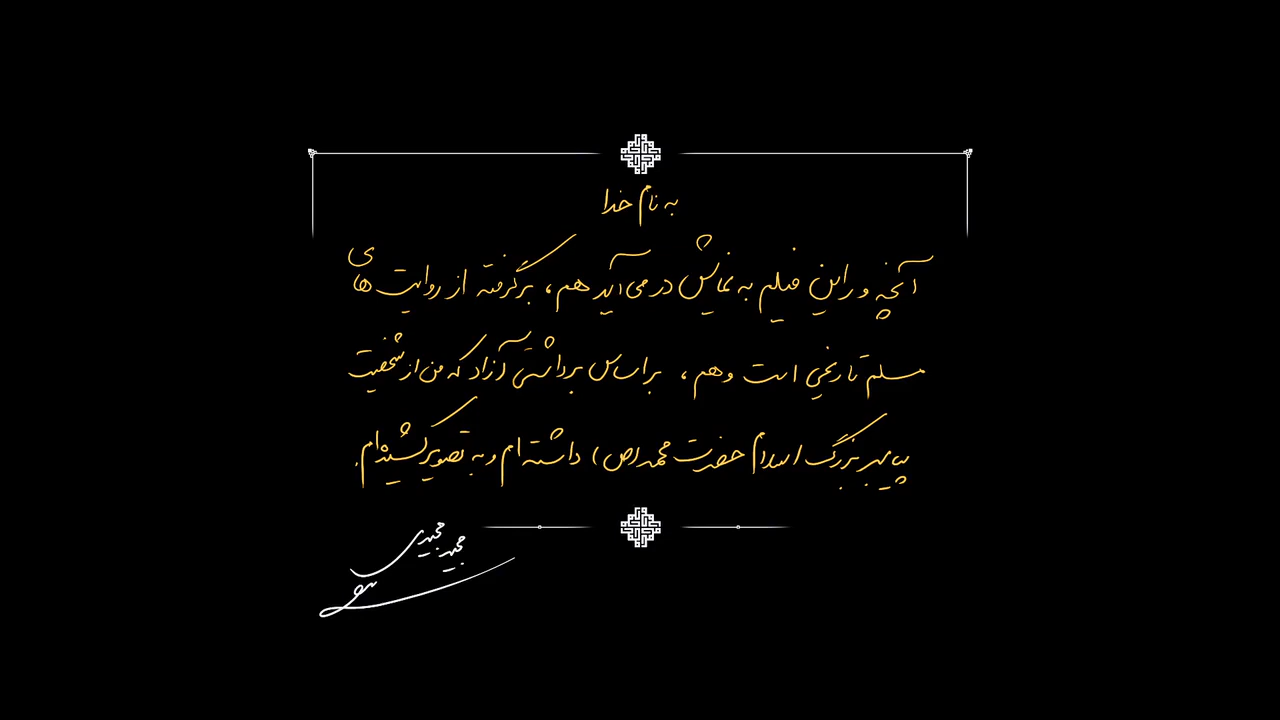 به نام خدا
آنچه در این فیلم به نمایش در می آید هم، برگرفته از روایت های
مسلم تاریخی است وهم، براساس برداشتی آزاد که من از شخصیت
پیامبر بزرگ اسلام حضرت محمد (ص) داشته ام و به تصویر کشیده ام.
مجید مجیدی